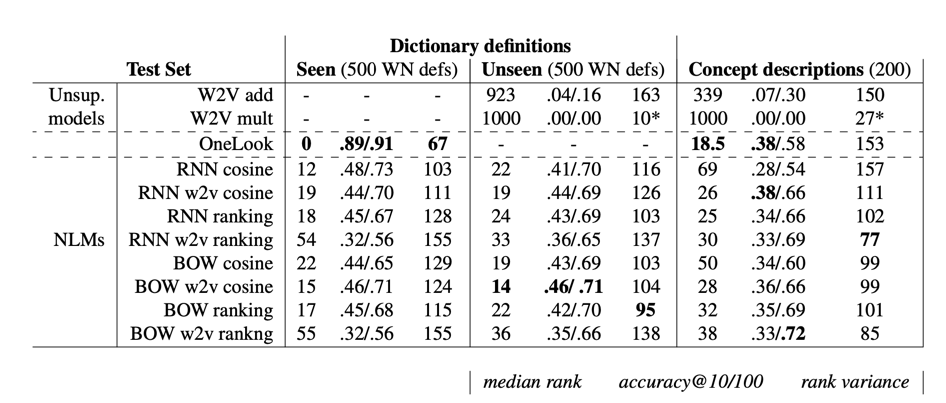 Dictionary definitions
Test Set Seen (500 WN defs) Unseen (500 WN defs) Concept descriptions (200)
Unsup. W2V add - - - 923 .04/.16 163 339 .07/.30 150
models W2V mult - - - 1000 .00/.00 10* 1000 .00/.00 27*
OneLook 0 .89/.91 67 - - - 18.5 .38/.58 153
RNN cosine 12 .48/.73 103 22 .41/.70 116 69 .28/.54 157
RNN w2v cosine 19 .44/.70 111 19 .44/.69 126 26 .38/.66 111
RNN ranking 18 .45/.67 128 24 .43/.69 103 25 .34/.66 102
NLMs RNN w2v ranking 54 .32/.56 155 33 .36/.65 137 30 .33/.69 77
BOW cosine 22 .44/.65 129 19 .43/.69 103 50 .34/.60 99
BOW w2v cosine 15 .46/.71 124 14 .46/ .71 104 28 .36/.66 99
BOW ranking 17 .45/.68 115 22 .42/.70 95 32 .35/.69 101
BOW w2v rankng 55 .32/.56 155 36 .35/.66 138 38 .33/.72 85
median rank accuracy@10/100 rank variance